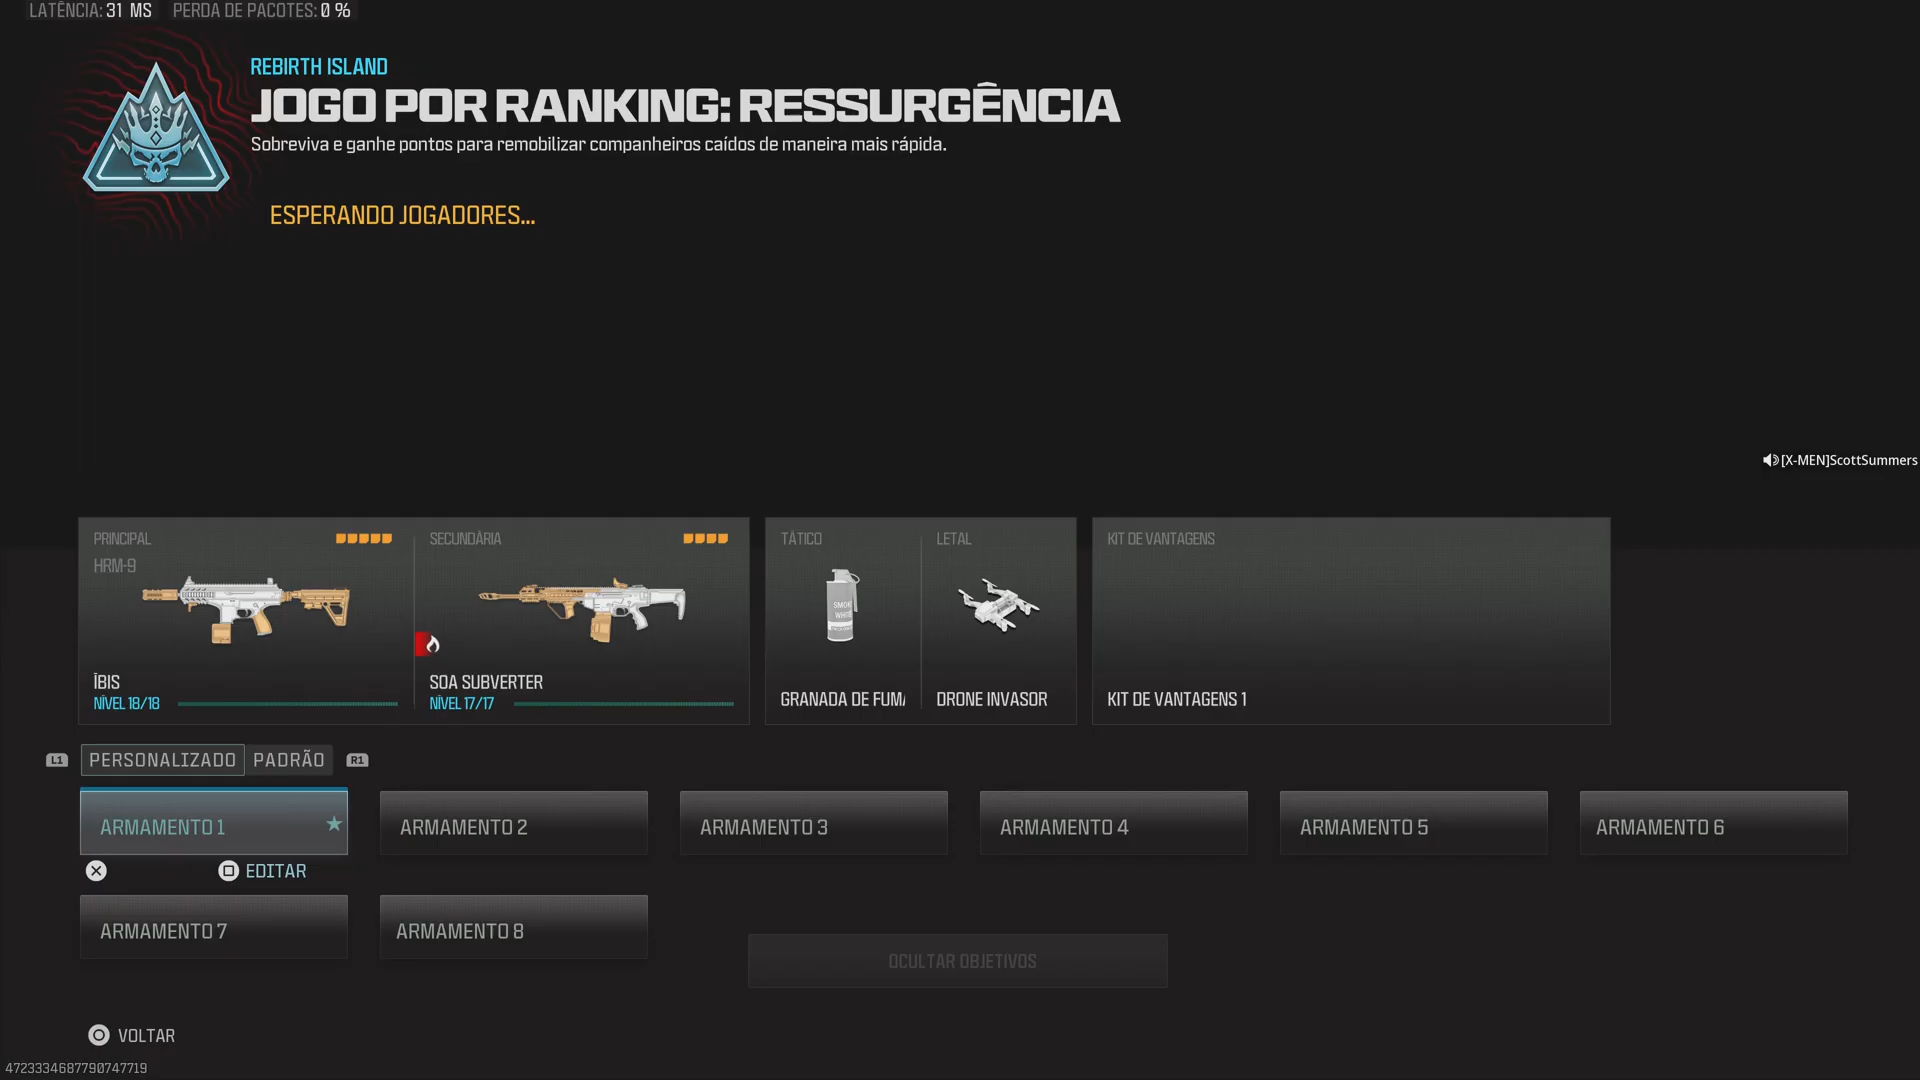 LATÊNCIA: 31 MS PERDA DE PACOTES: 0 %
REBIRTH ISLAND
JOGO POR RANKING: RESSURGÊNCIA
Sobreviva e ganhe pontos para remobilizar companheiros caídos de maneira mais rápida.
ESPERANDO JOGADORES...
[X-MEN]ScottSummers
PRINCIPAL
HRM-9
ÍBIS
NÍVEL 18/18
SECUNDÁRIA
SOA SUBVERTER
NÍVEL 17/17
TÁTICO
SMOKE
WHITE
GRANADA DE FUM
LETAL
DRONE INVASOR
KIT DE VANTAGENS
KIT DE VANTAGENS 1
L1 PERSONALIZADO PADRÃO R1
ARMAMENTO 1 ARMAMENTO 2 ARMAMENTO 3 ARMAMENTO 4 ARMAMENTO 5 ARMAMENTO 6
EDITAR
ARMAMENTO 7 ARMAMENTO 8
OCULTAR OBJETIVOS
VOLTAR
4723334687790747719